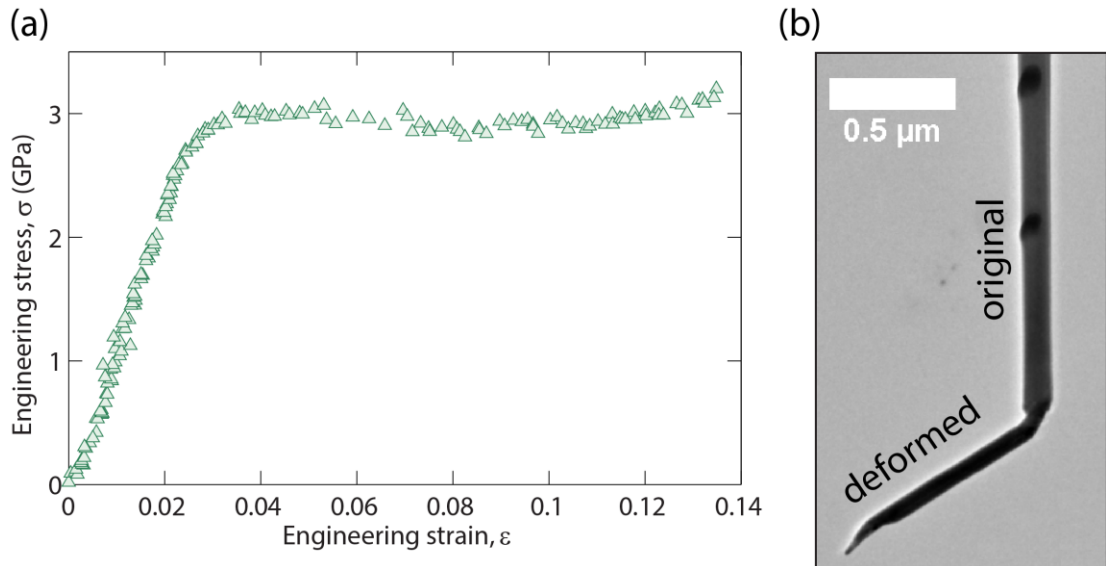 (a)
3
2
1
0
0
0.02
0.04
0.06
0.08
0.1
0.12
0.14
Engineering stress, σ (GPa)
Engineering strain, ε
(b)
0.5 μm
original
deformed